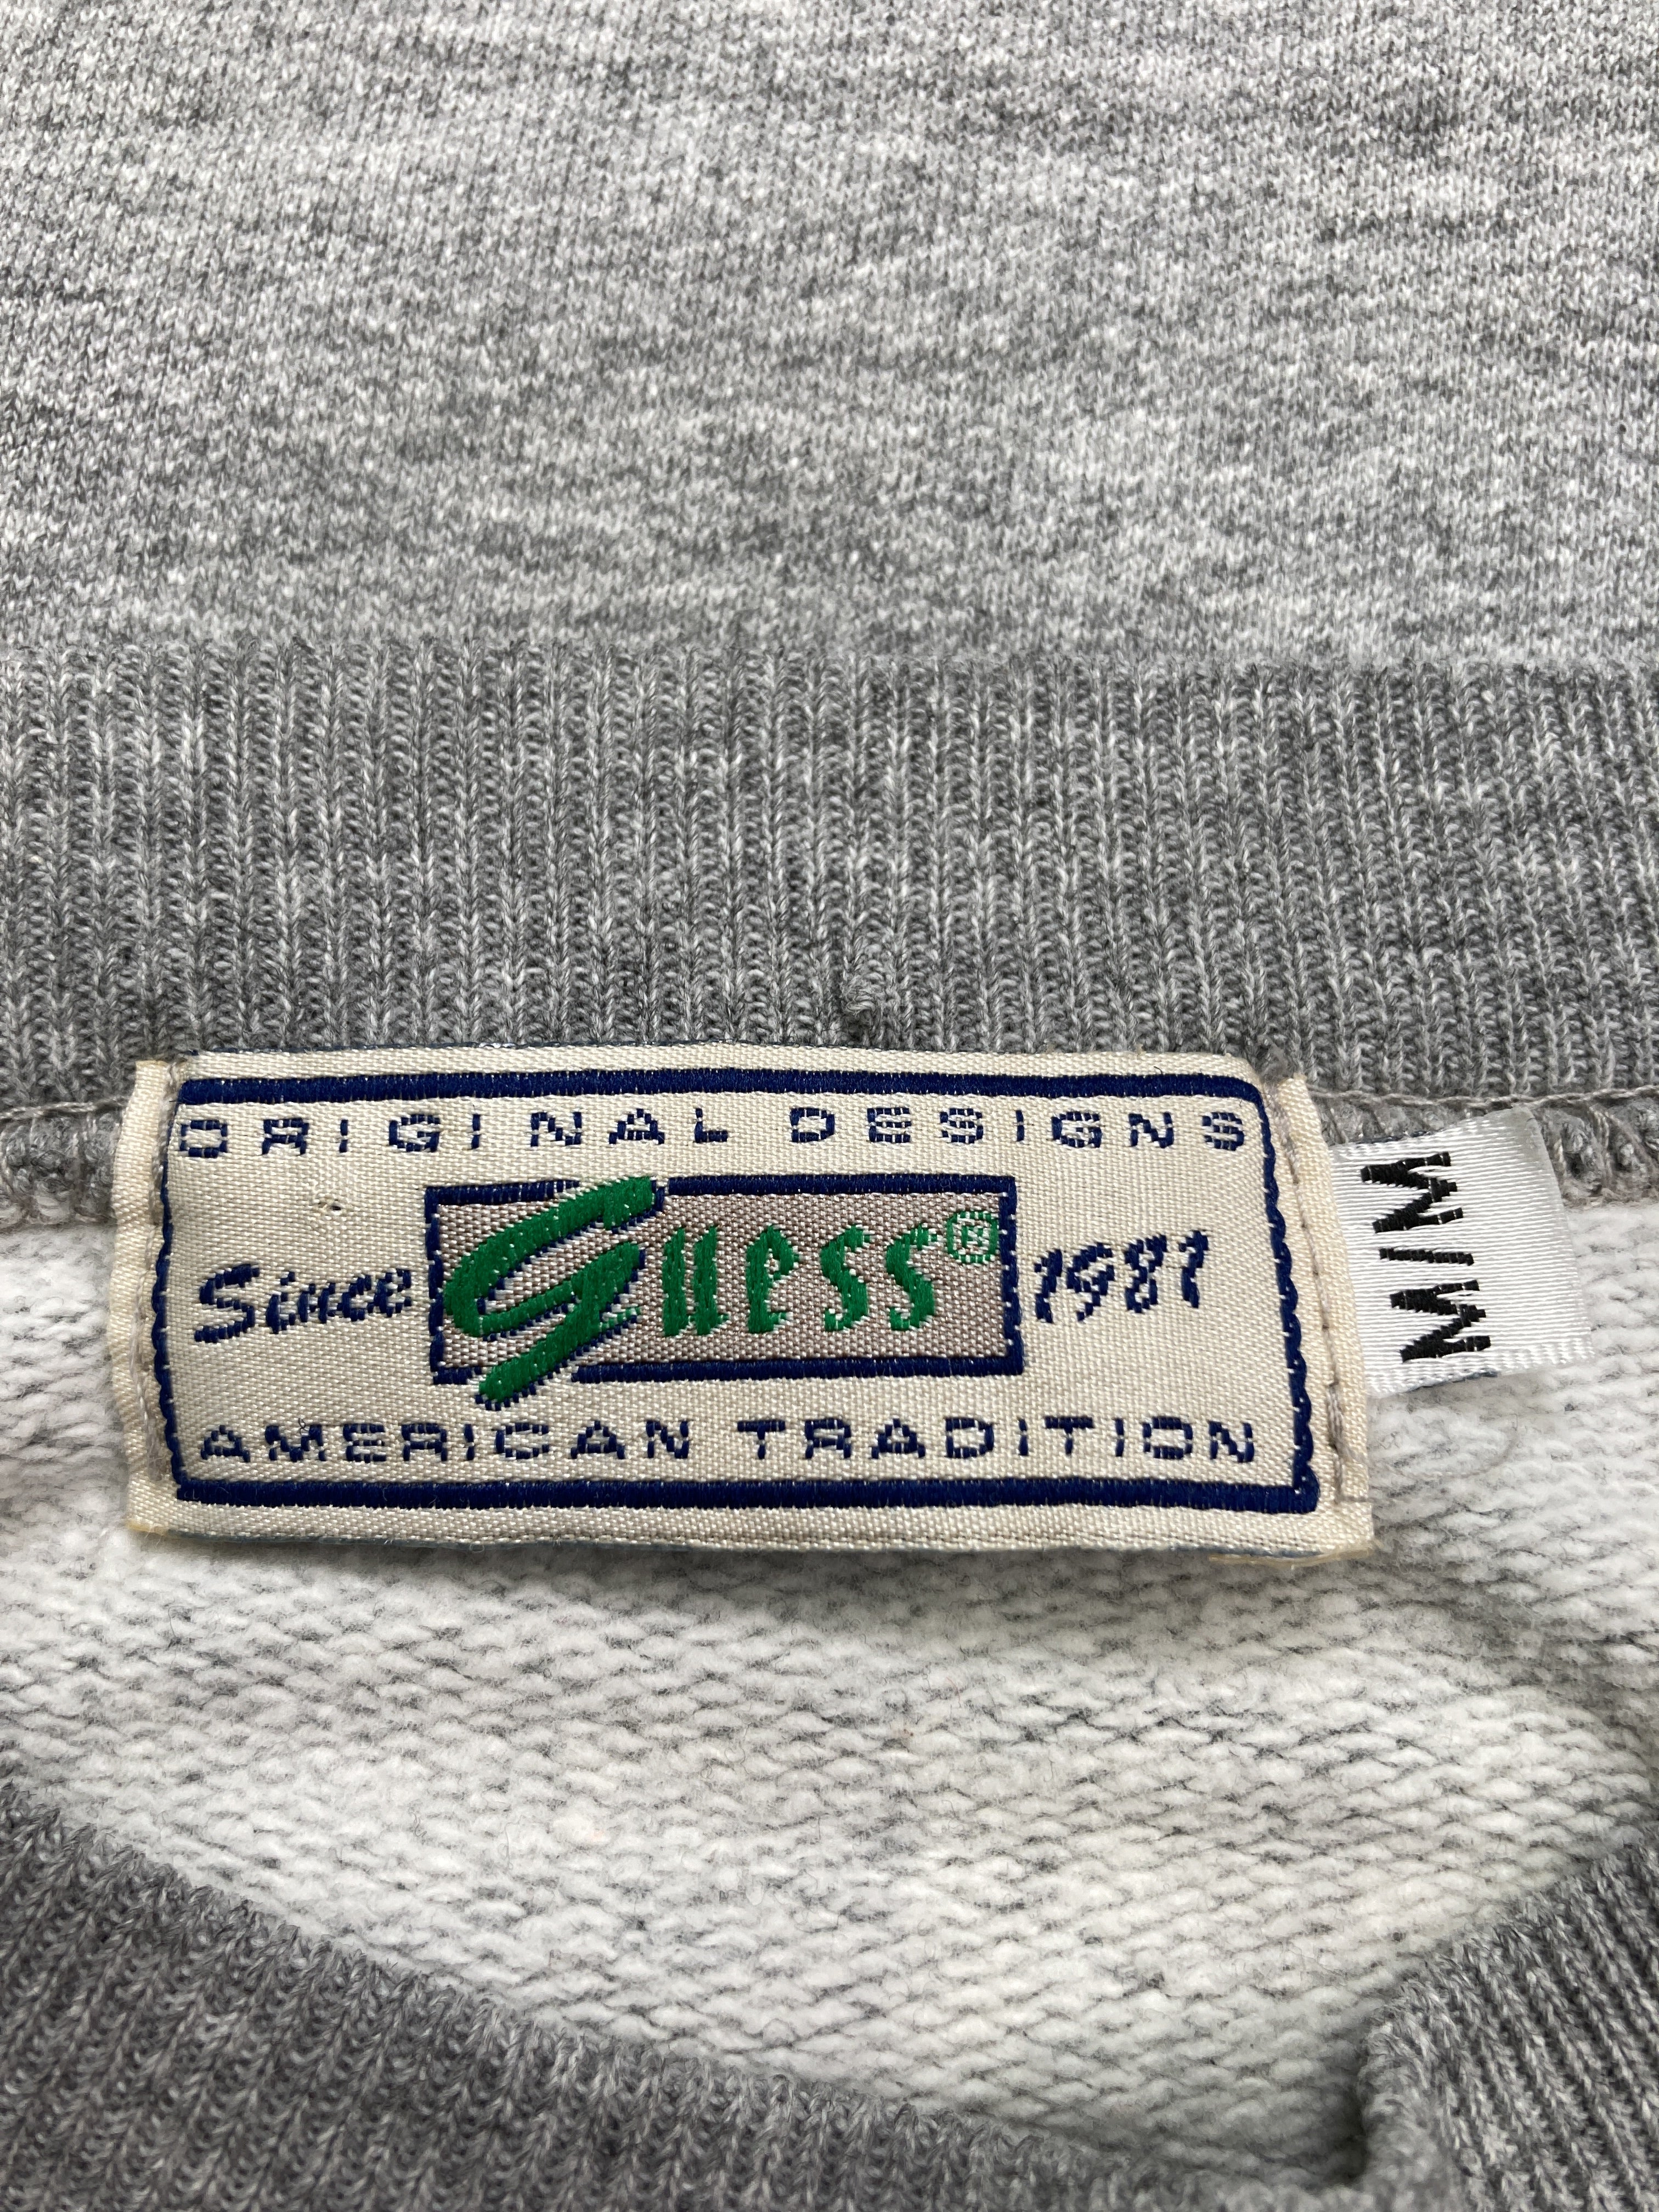 ORIGINAL DESIGNS
Since Guess® 1981
AMERICAN TRADITION
M/M